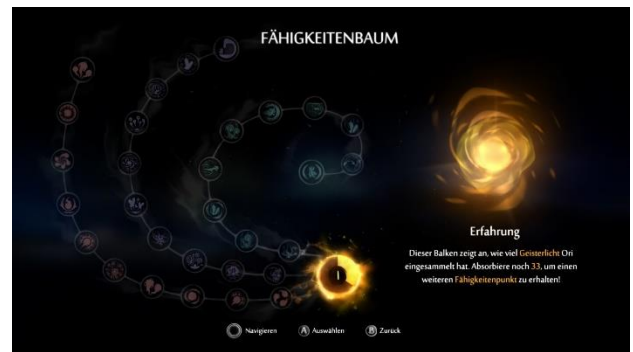 FÄHIGKEITENBAUM
Erfahrung
Dieser Balken zeigt an, wie viel Geisterlicht Ori
eingesammelt hat. Absorbiere noch 33, um einen
weiteren Fähigkeitenpunkt zu erhalten!
Navigieren A Auswählen B Zurück